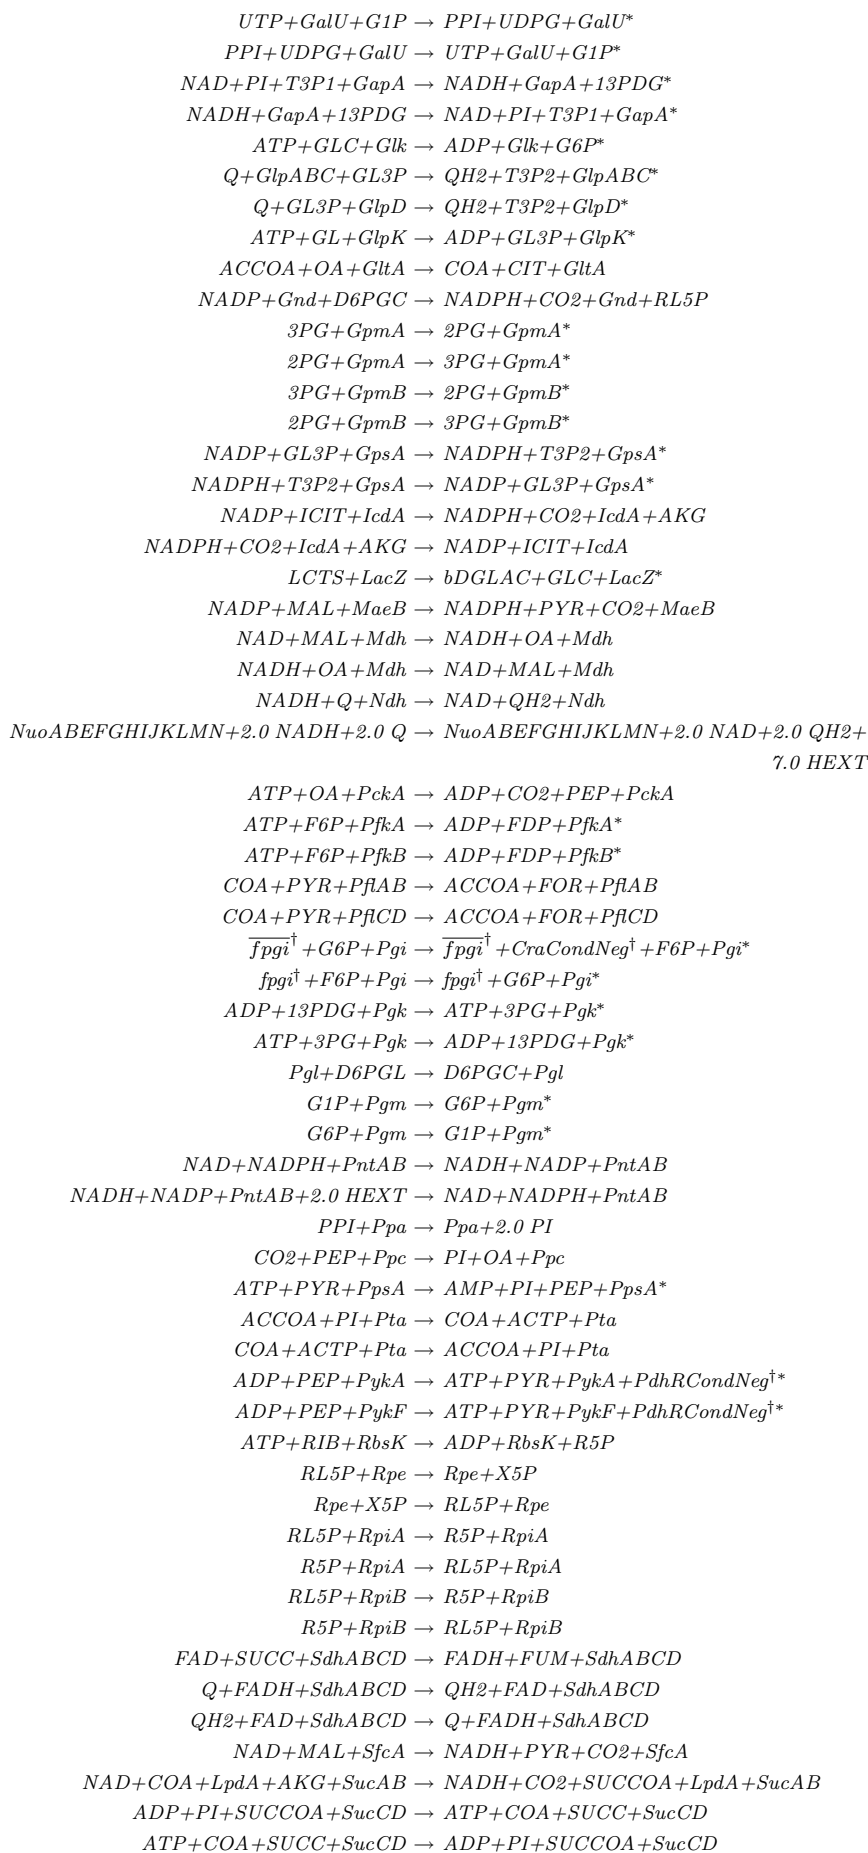 UTP+GalU+G1P → PPI+UDPG+GalU*
PPI+UDPG+GalU → UTP+GalU+G1P*
NAD+PI+T3P1+GapA → NADH+GapA+13PDG*
NADH+GapA+13PDG → NAD+PI+T3P1+GapA*
ATP+GLC+Glk → ADP+Glk+G6P*
Q+GlpABC+GL3P → QH2+T3P2+GlpABC*
Q+GL3P+GlpD → QH2+T3P2+GlpD*
ATP+GL+GlpK → ADP+GL3P+GlpK*
ACCOA+OA+GltA → COA+CIT+GltA
NADP+Gnd+D6PGC → NADPH+CO2+Gnd+RL5P
3PG+GpmA → 2PG+GpmA*
2PG+GpmA → 3PG+GpmA*
3PG+GpmB → 2PG+GpmB*
2PG+GpmB → 3PG+GpmB*
NADP+GL3P+GpsA → NADPH+T3P2+GpsA*
NADPH+T3P2+GpsA → NADP+GL3P+GpsA*
NADP+ICIT+IcdA → NADPH+CO2+IcdA+AKG
NADPH+CO2+IcdA+AKG → NADP+ICIT+IcdA
LCTS+LacZ → bDGLAC+GLC+LacZ*
NADP+MAL+MaeB → NADPH+PYR+CO2+MaeB
NAD+MAL+Mdh → NADH+OA+Mdh
NADH+OA+Mdh → NAD+MAL+Mdh
NADH+Q+Ndh → NAD+QH2+Ndh
NuoABEFGHIJKLMN+2.0 NADH+2.0 Q → NuoABEFGHIJKLMN+2.0 NAD+2.0 QH2+
7.0 HEXT
ATP+OA+PckA → ADP+CO2+PEP+PckA
ATP+F6P+PfkA → ADP+FDP+PfkA*
ATP+F6P+PfkB → ADP+FDP+PfkB*
COA+PYR+PflAB → ACCOA+FOR+PflAB
COA+PYR+PflCD → ACCOA+FOR+PflCD
f̅p̅g̅i̅†+G6P+Pgi → f̅p̅g̅i̅†+CraCondNeg†+F6P+Pgi*
fpgi†+F6P+Pgi → fpgi†+G6P+Pgi*
ADP+13PDG+Pgk → ATP+3PG+Pgk*
ATP+3PG+Pgk → ADP+13PDG+Pgk*
Pgl+D6PGL → D6PGC+Pgl
G1P+Pgm → G6P+Pgm*
G6P+Pgm → G1P+Pgm*
NAD+NADPH+PntAB → NADH+NADP+PntAB
NADH+NADP+PntAB+2.0 HEXT → NAD+NADPH+PntAB
PPI+Ppa → Ppa+2.0 PI
CO2+PEP+Ppc → PI+OA+Ppc
ATP+PYR+PpsA → AMP+PI+PEP+PpsA*
ACCOA+PI+Pta → COA+ACTP+Pta
COA+ACTP+Pta → ACCOA+PI+Pta
ADP+PEP+PykA → ATP+PYR+PykA+PdhRCondNeg†*
ADP+PEP+PykF → ATP+PYR+PykF+PdhRCondNeg†*
ATP+RIB+RbsK → ADP+RbsK+R5P
RL5P+Rpe → Rpe+X5P
Rpe+X5P → RL5P+Rpe
RL5P+RpiA → R5P+RpiA
R5P+RpiA → RL5P+RpiA
RL5P+RpiB → R5P+RpiB
R5P+RpiB → RL5P+RpiB
FAD+SUCC+SdhABCD → FADH+FUM+SdhABCD
Q+FADH+SdhABCD → QH2+FAD+SdhABCD
QH2+FAD+SdhABCD → Q+FADH+SdhABCD
NAD+MAL+SfcA → NADH+PYR+CO2+SfcA
NAD+COA+LpdA+AKG+SucAB → NADH+CO2+SUCCOA+LpdA+SucAB
ADP+PI+SUCCOA+SucCD → ATP+COA+SUCC+SucCD
ATP+COA+SUCC+SucCD → ADP+PI+SUCCOA+SucCD